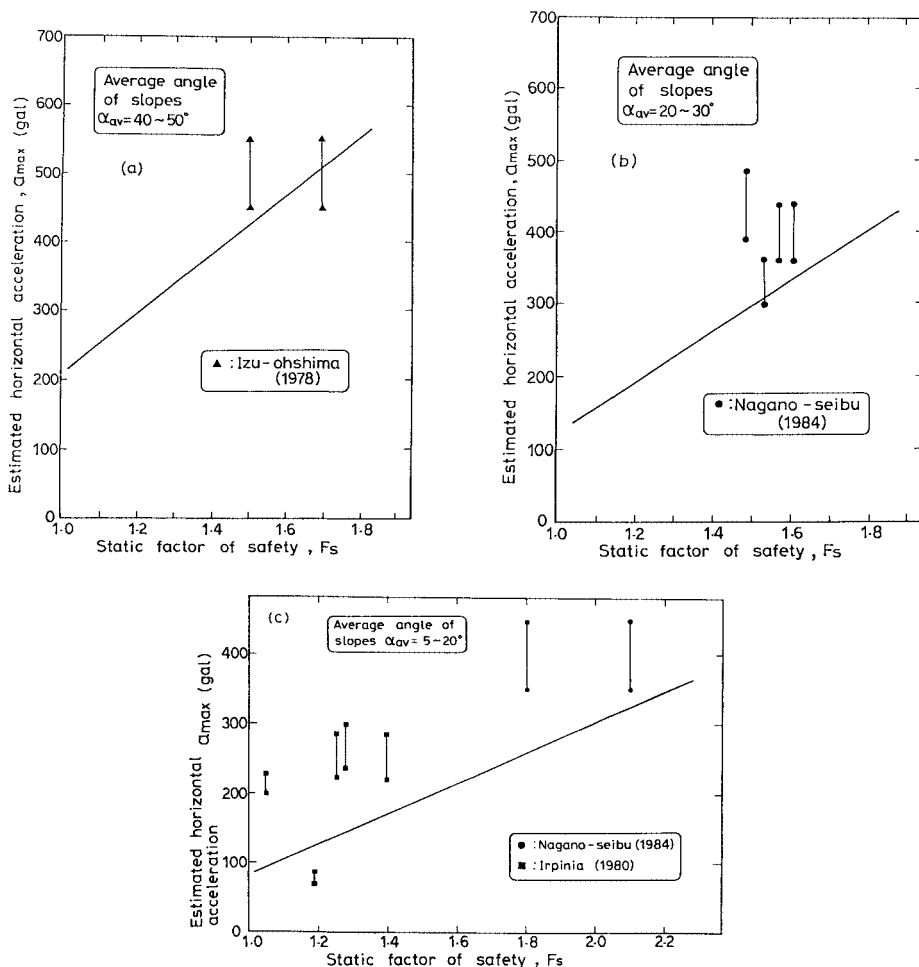 700
600
500
400
300
200
100
0
Estimated horizontal acceleration, amax (gal)
Average angle
of slopes
αav=40~50°
(a)
▲ : Izu-ohshima
(1978)
1·0
1·2
1·4
1·6
1·8
Static factor of safety , Fs
700
600
500
400
300
200
100
0
Estimated horizontal acceleration, amax (gal)
Average angle
of slopes
αav=20~30°
(b)
● :Nagano-seibu
(1984)
1·0
1·2
1·4
1·6
1·8
Static factor of safety , Fs
400
300
200
100
0
Estimated horizontal
acceleration
amax (gal)
(c)
Average angle of
slopes αav= 5~20°
● :Nagano-seibu (1984)
■ : Irpinia (1980)
1·0
1·2
1·4
1·6
1·8
2·0
2·2
Static factor of safety , Fs